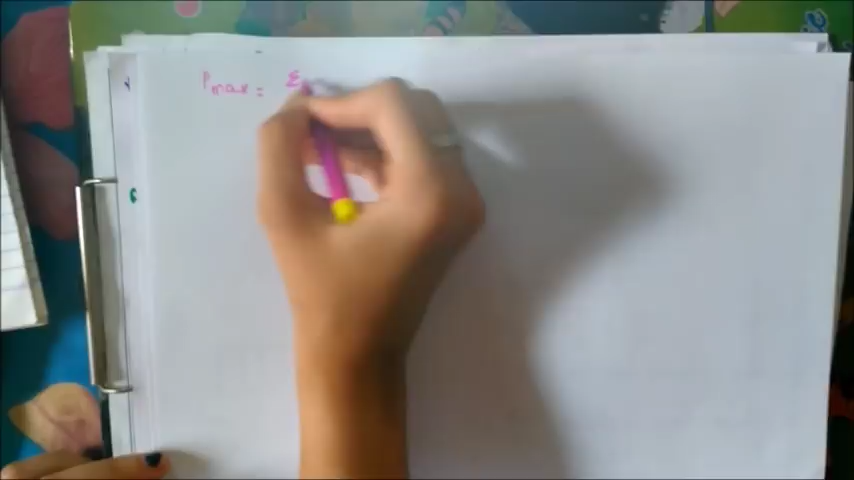 Pmax = Σ